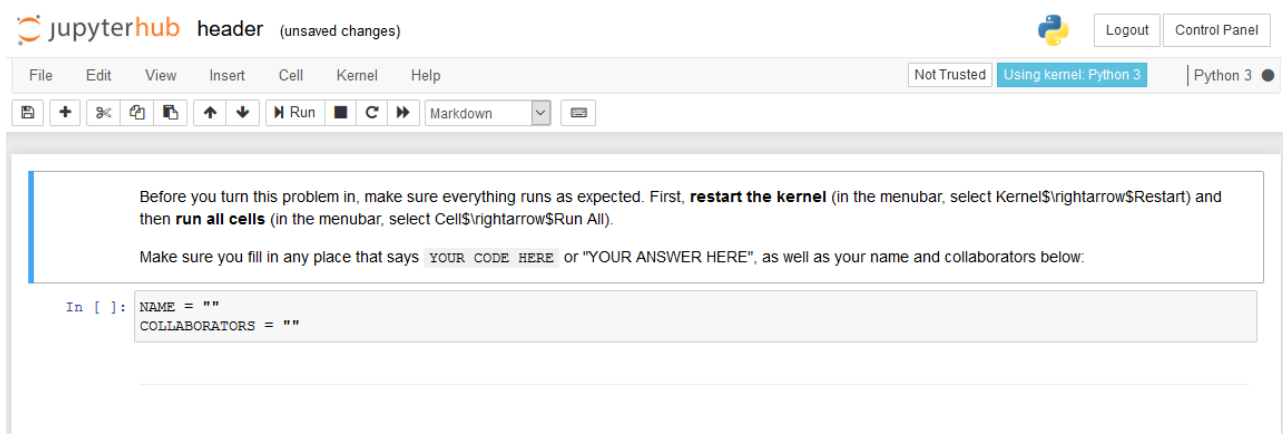 jupyterhub header (unsaved changes) Logout Control Panel
File Edit View Insert Cell Kernel Help Not Trusted Using kernel: Python 3 Python 3
Run Markdown
Before you turn this problem in, make sure everything runs as expected. First, restart the kernel (in the menubar, select Kernel$\rightarrow$Restart) and
then run all cells (in the menubar, select Cell$\rightarrow$Run All).
Make sure you fill in any place that says YOUR CODE HERE or "YOUR ANSWER HERE", as well as your name and collaborators below:
In [ ]: NAME = ""
COLLABORATORS = ""